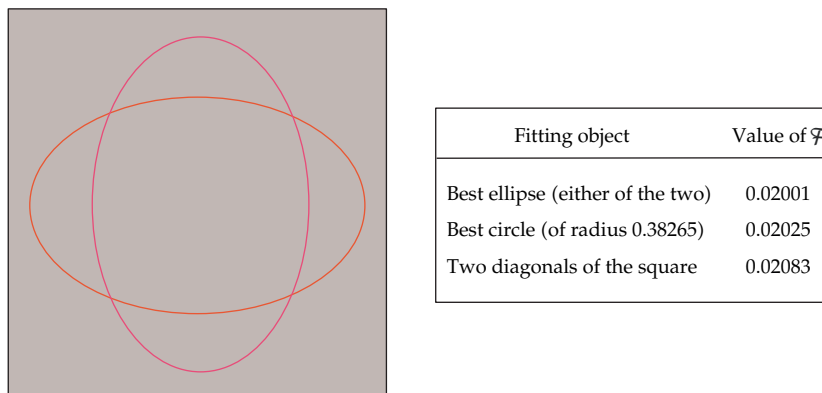 Fitting object Value of ℱ
Best ellipse (either of the two) 0.02001
Best circle (of radius 0.38265) 0.02025
Two diagonals of the square 0.02083